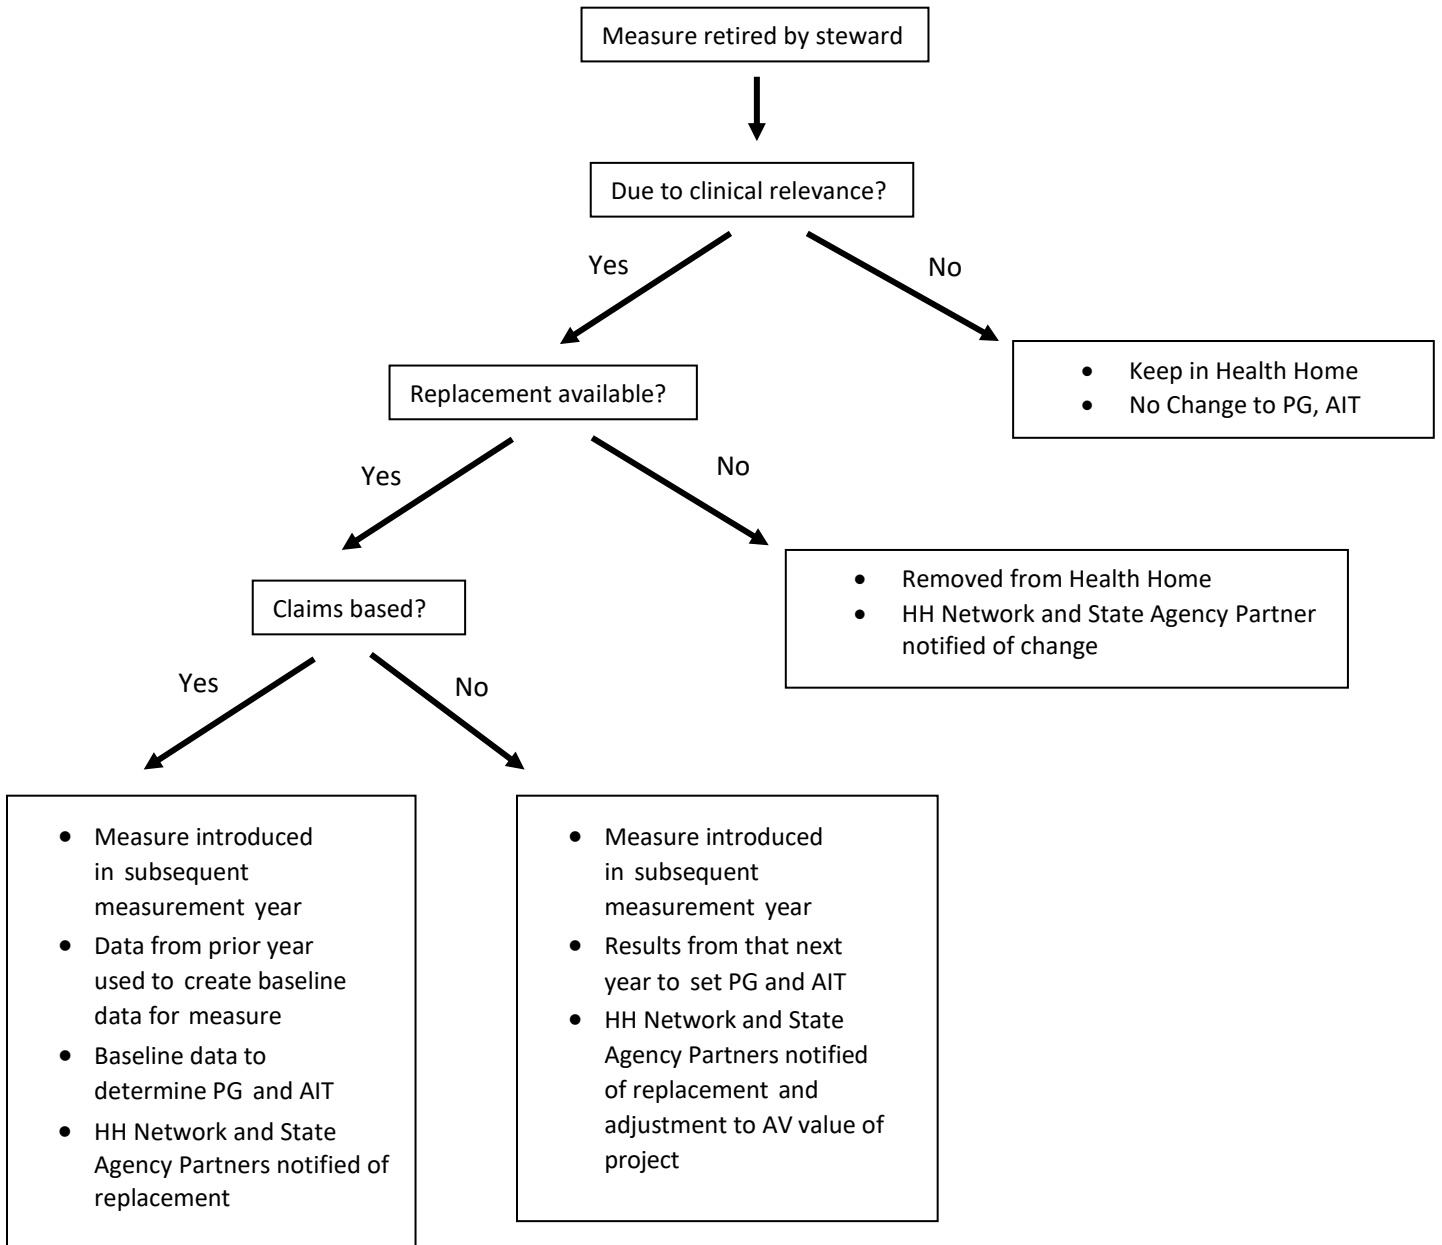 Measure retired by steward
Due to clinical relevance?
Yes
No
Replacement available?
• Keep in Health Home
• No Change to PG, AIT
Yes
No
Claims based?
• Removed from Health Home
• HH Network and State Agency Partner
notified of change
Yes
No
• Measure introduced
in subsequent
measurement year
• Data from prior year
used to create baseline
data for measure
• Baseline data to
determine PG and AIT
• HH Network and State
Agency Partners notified of
replacement
• Measure introduced
in subsequent
measurement year
• Results from that next
year to set PG and AIT
• HH Network and State
Agency Partners notified
of replacement and
adjustment to AV value of
project